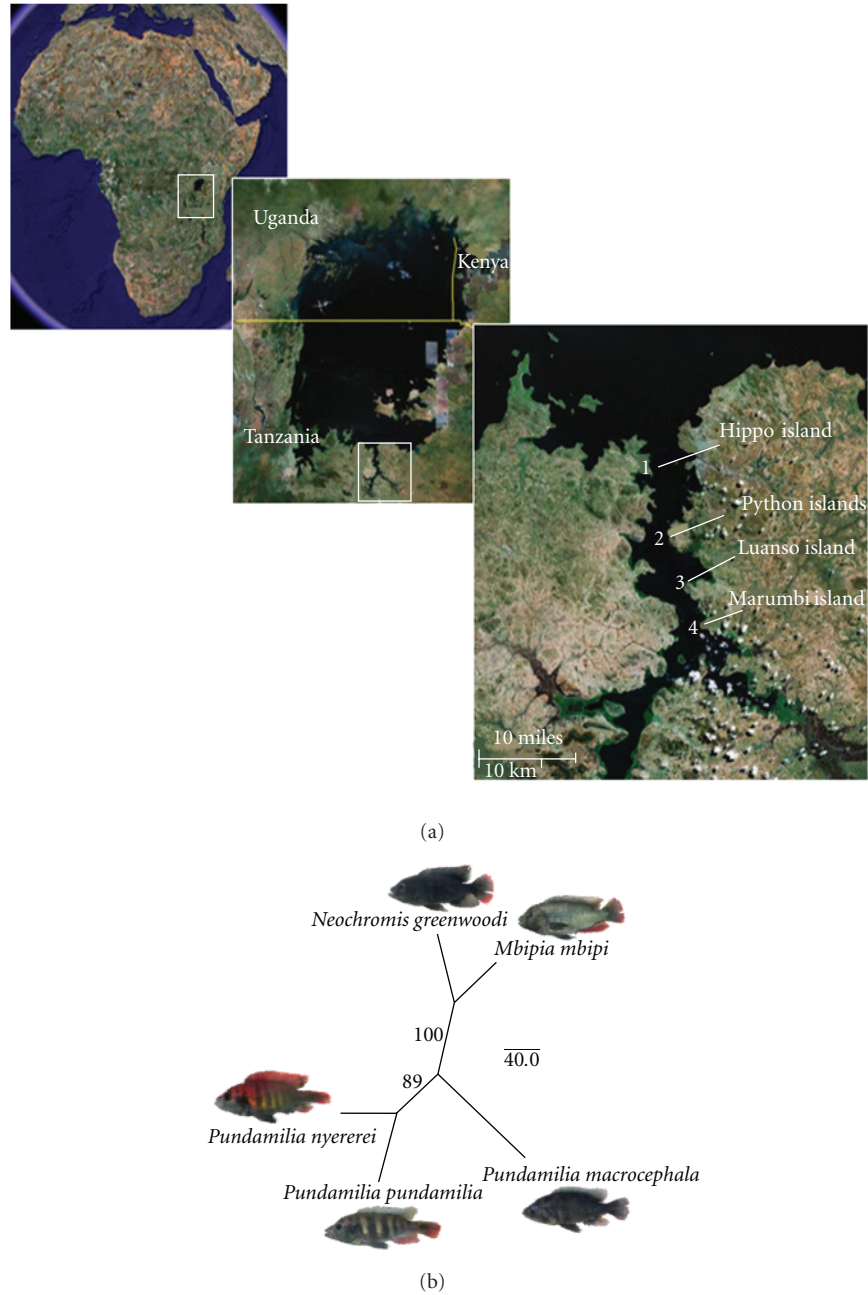 Uganda
Kenya
Tanzania
Hippo island
1
Python islands
2
Luanso island
3
Marumbi island
4
10 miles
10 km
(a)
Neochromis greenwoodi
Mbipia mbipi
100
40.0
89
Pundamilia nyererei
Pundamilia macrocephala
Pundamilia pundamilia
(b)